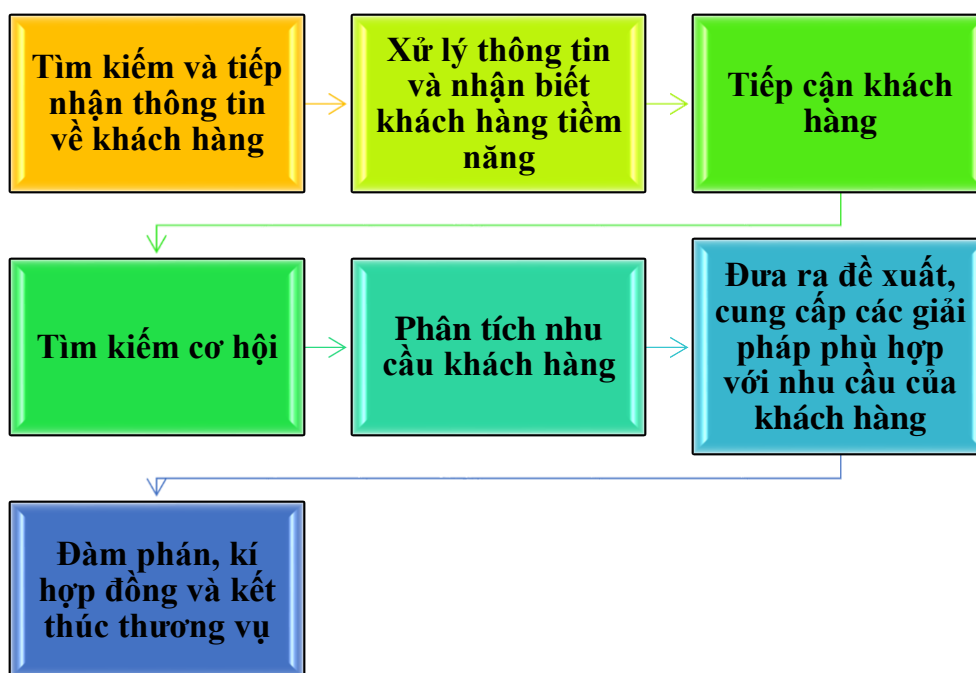 Tìm kiếm và tiếp
nhận thông tin
về khách hàng
Xử lý thông tin
và nhận biết
khách hàng tiềm
năng
Tiếp cận khách
hàng
Tìm kiếm cơ hội
Phân tích nhu
cầu khách hàng
Đưa ra đề xuất,
cung cấp các giải
pháp phù hợp
với nhu cầu của
khách hàng
Đàm phán, kí
hợp đồng và kết
thúc thương vụ